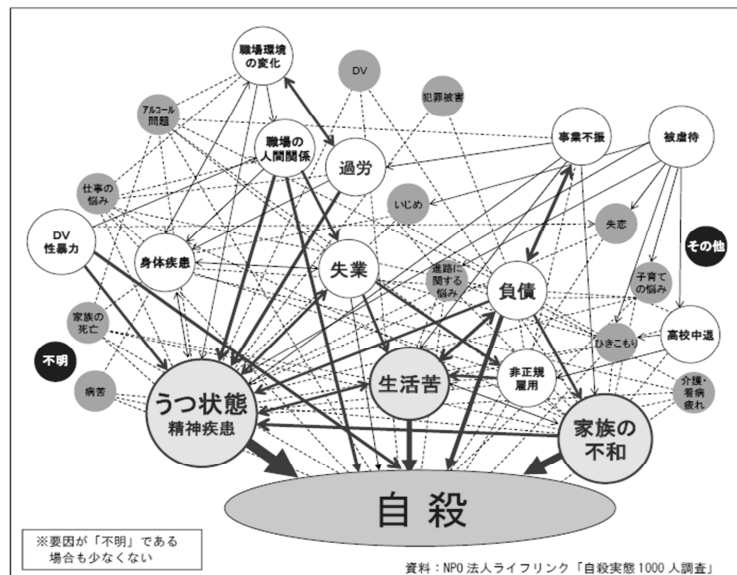 職場環境
の変化
DV
犯罪被害
アルコール
問題
職場の
人間関係
過労
事業不振
被虐待
仕事の
悩み
いじめ
失恋
DV
性暴力
身体疾患
失業
進路に
関する
悩み
負債
その他
子育て
の悩み
家族の
死亡
ひきこもり
高校中退
不明
病苦
うつ状態
精神疾患
生活苦
非正規
雇用
介護・
看病
疲れ
家族の
不和
自殺
※要因が「不明」である
場合も少なくない
資料：NPO法人ライフリンク「自殺実態1000人調査」